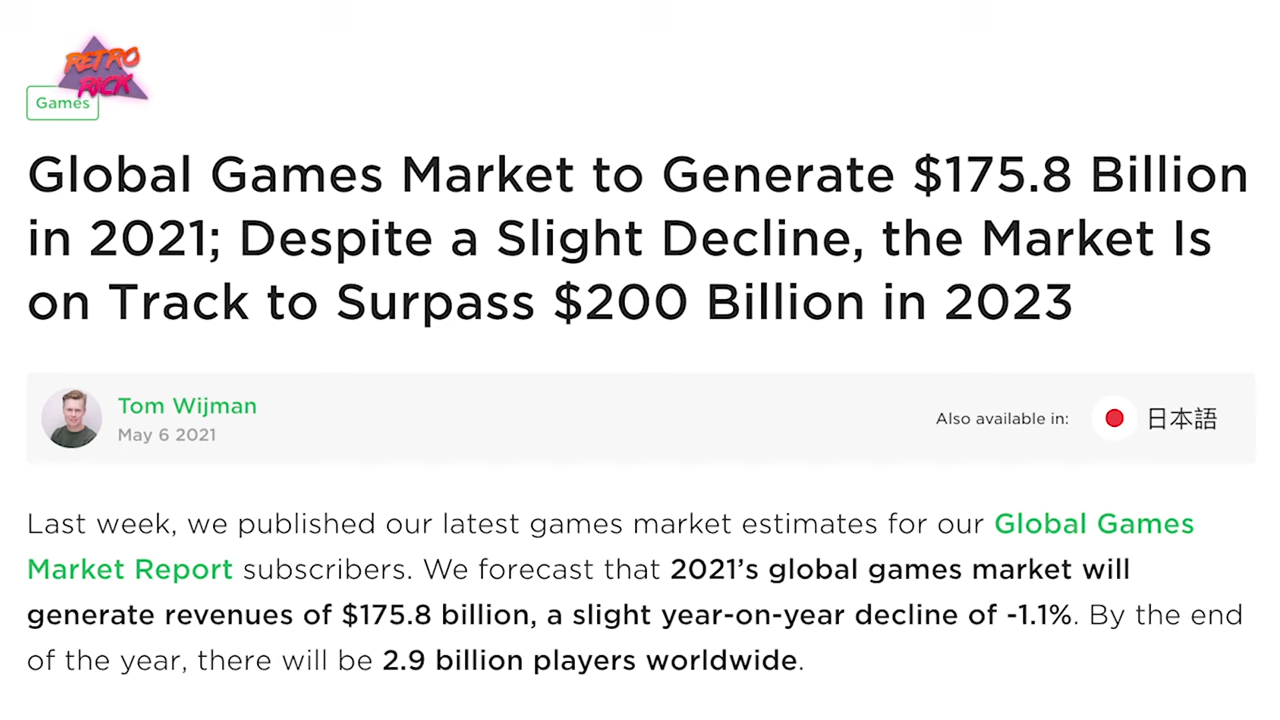 RETRO
RICK
Games
Global Games Market to Generate $175.8 Billion
in 2021; Despite a Slight Decline, the Market Is
on Track to Surpass $200 Billion in 2023
Tom Wijman
May 6 2021
Also available in: 日本語
Last week, we published our latest games market estimates for our Global Games
Market Report subscribers. We forecast that 2021’s global games market will
generate revenues of $175.8 billion, a slight year-on-year decline of -1.1%. By the end
of the year, there will be 2.9 billion players worldwide.